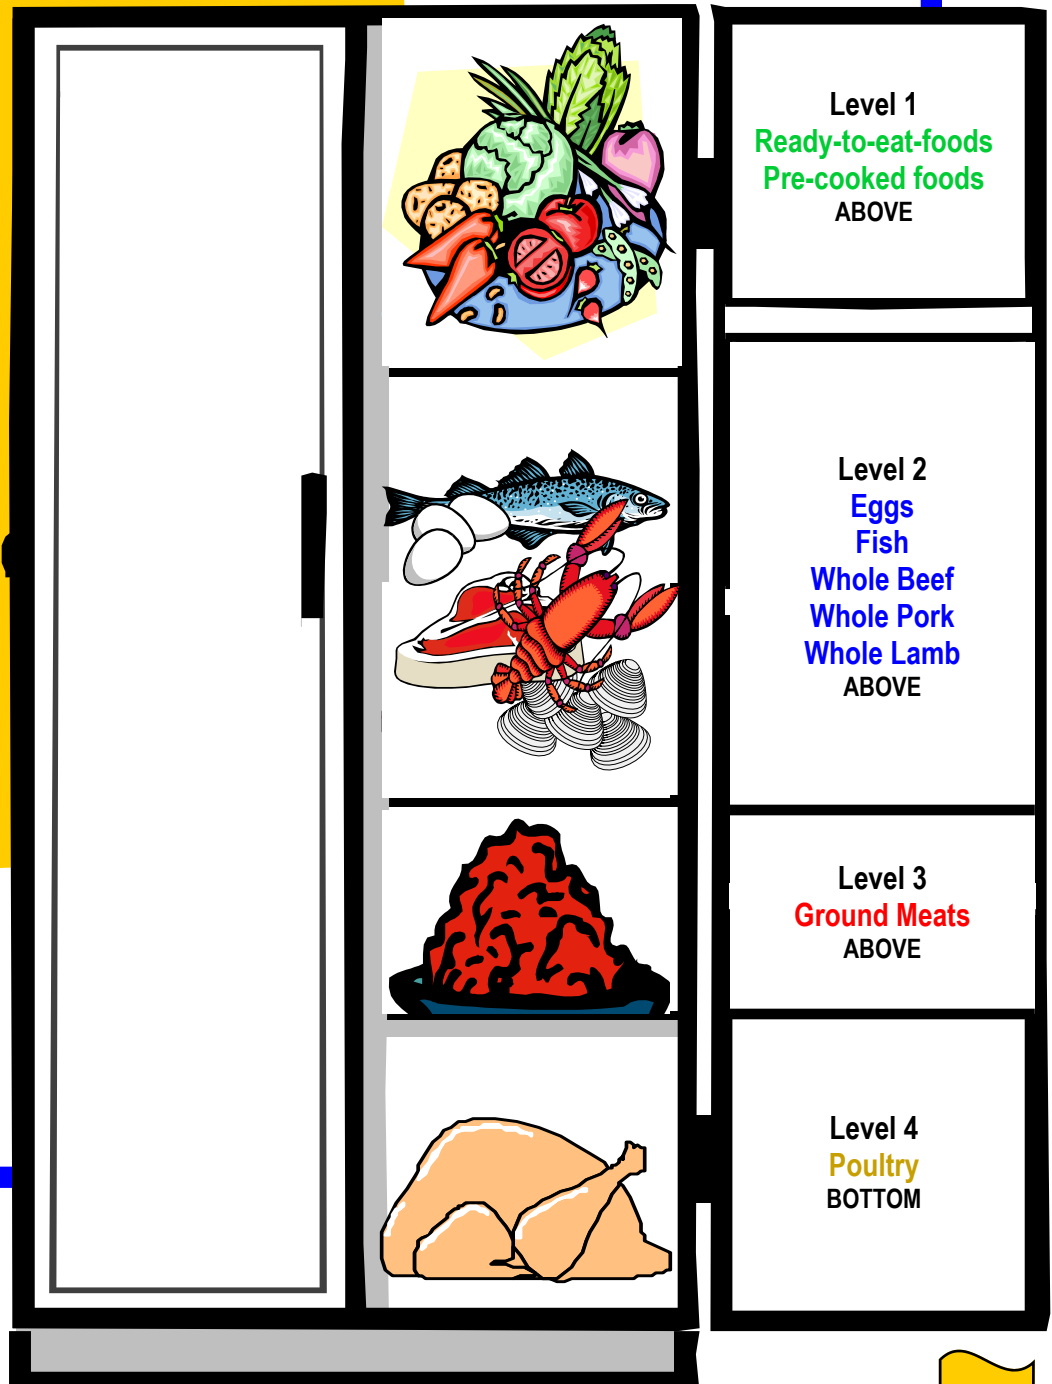 Level 1
Ready-to-eat-foods
Pre-cooked foods
ABOVE
Level 2
Eggs
Fish
Whole Beef
Whole Pork
Whole Lamb
ABOVE
Level 3
Ground Meats
ABOVE
Level 4
Poultry
BOTTOM